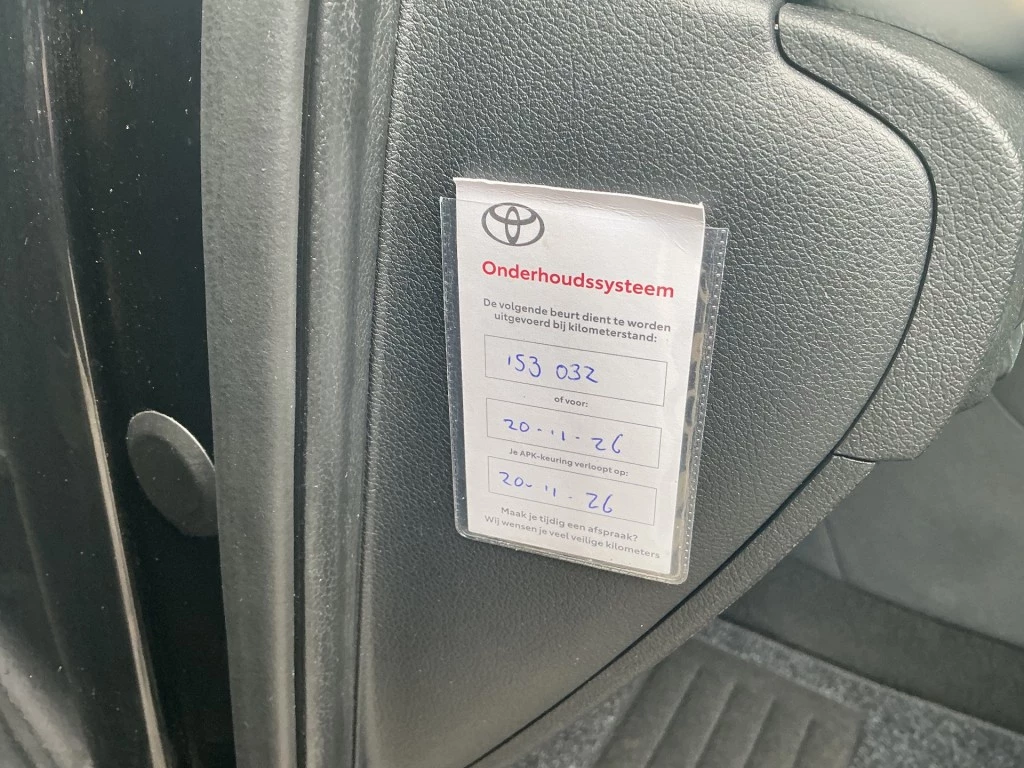 Onderhoudssysteem
De volgende beurt dient te worden
uitgevoerd bij kilometerstand:
153 032
of voor:
20-11-26
Je APK-keuring verloopt op:
20-11-26
Maak je tijdig een afspraak?
Wij wensen je veel veilige kilometers